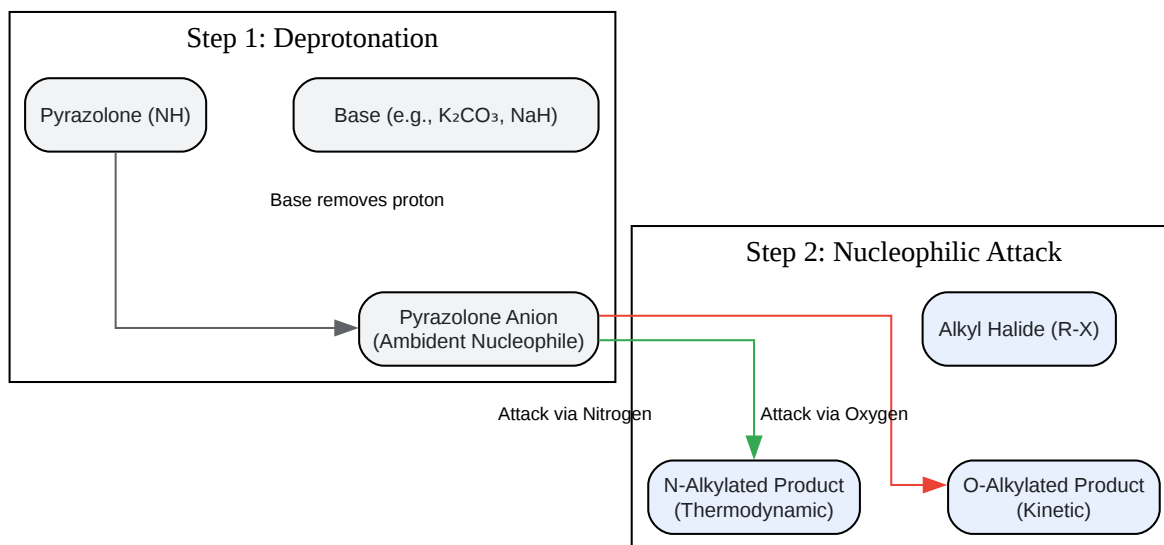 Step 1: Deprotonation
Pyrazolone (NH)
Base (e.g., K₂CO₃, NaH)
Base removes proton
Pyrazolone Anion
(Ambident Nucleophile)
Step 2: Nucleophilic Attack
Alkyl Halide (R-X)
Attack via Nitrogen
Attack via Oxygen
N-Alkylated Product
(Thermodynamic)
O-Alkylated Product
(Kinetic)